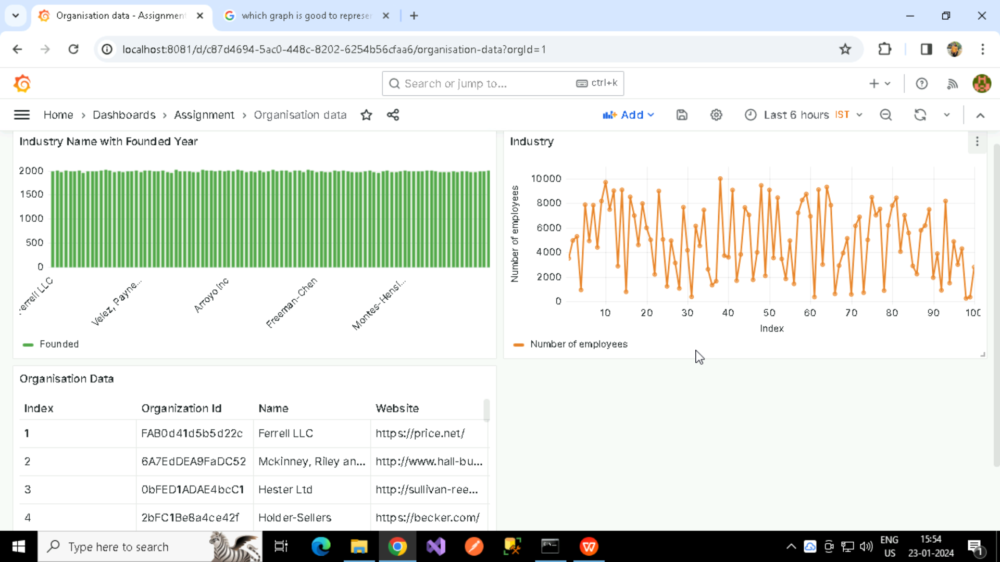 Organisation data - Assignment
which graph is good to represen
localhost:8081/d/c87d4694-5ac0-448c-8202-6254b56cfaa6/organisation-data?orgId=1
Search or jump to...
ctrl+k
Home › Dashboards › Assignment › Organisation data
Add
Last 6 hours IST
Industry Name with Founded Year
2000
1500
1000
500
0
Velez, Payne...
Arroyo Inc
Freeman-Chen
Montes-Hensl...
Founded
Industry
Number of employees
10000
8000
6000
4000
2000
0
10 20 30 40 50 60 70 80 90 100
Index
Number of employees
Organisation Data
Index Organization Id Name Website
1 FAB0d41d5b5d22c Ferrell LLC https://price.net/
2 6A7EdDEA9FaDC52 Mckinney, Riley an... http://www.hall-bu...
3 0bFED1ADAE4bcC1 Hester Ltd http://sullivan-ree...
4 2bFC1Be8a4ce42f Holder-Sellers https://becker.com/
Type here to search
ENG
US
15:54
23-01-2024
1